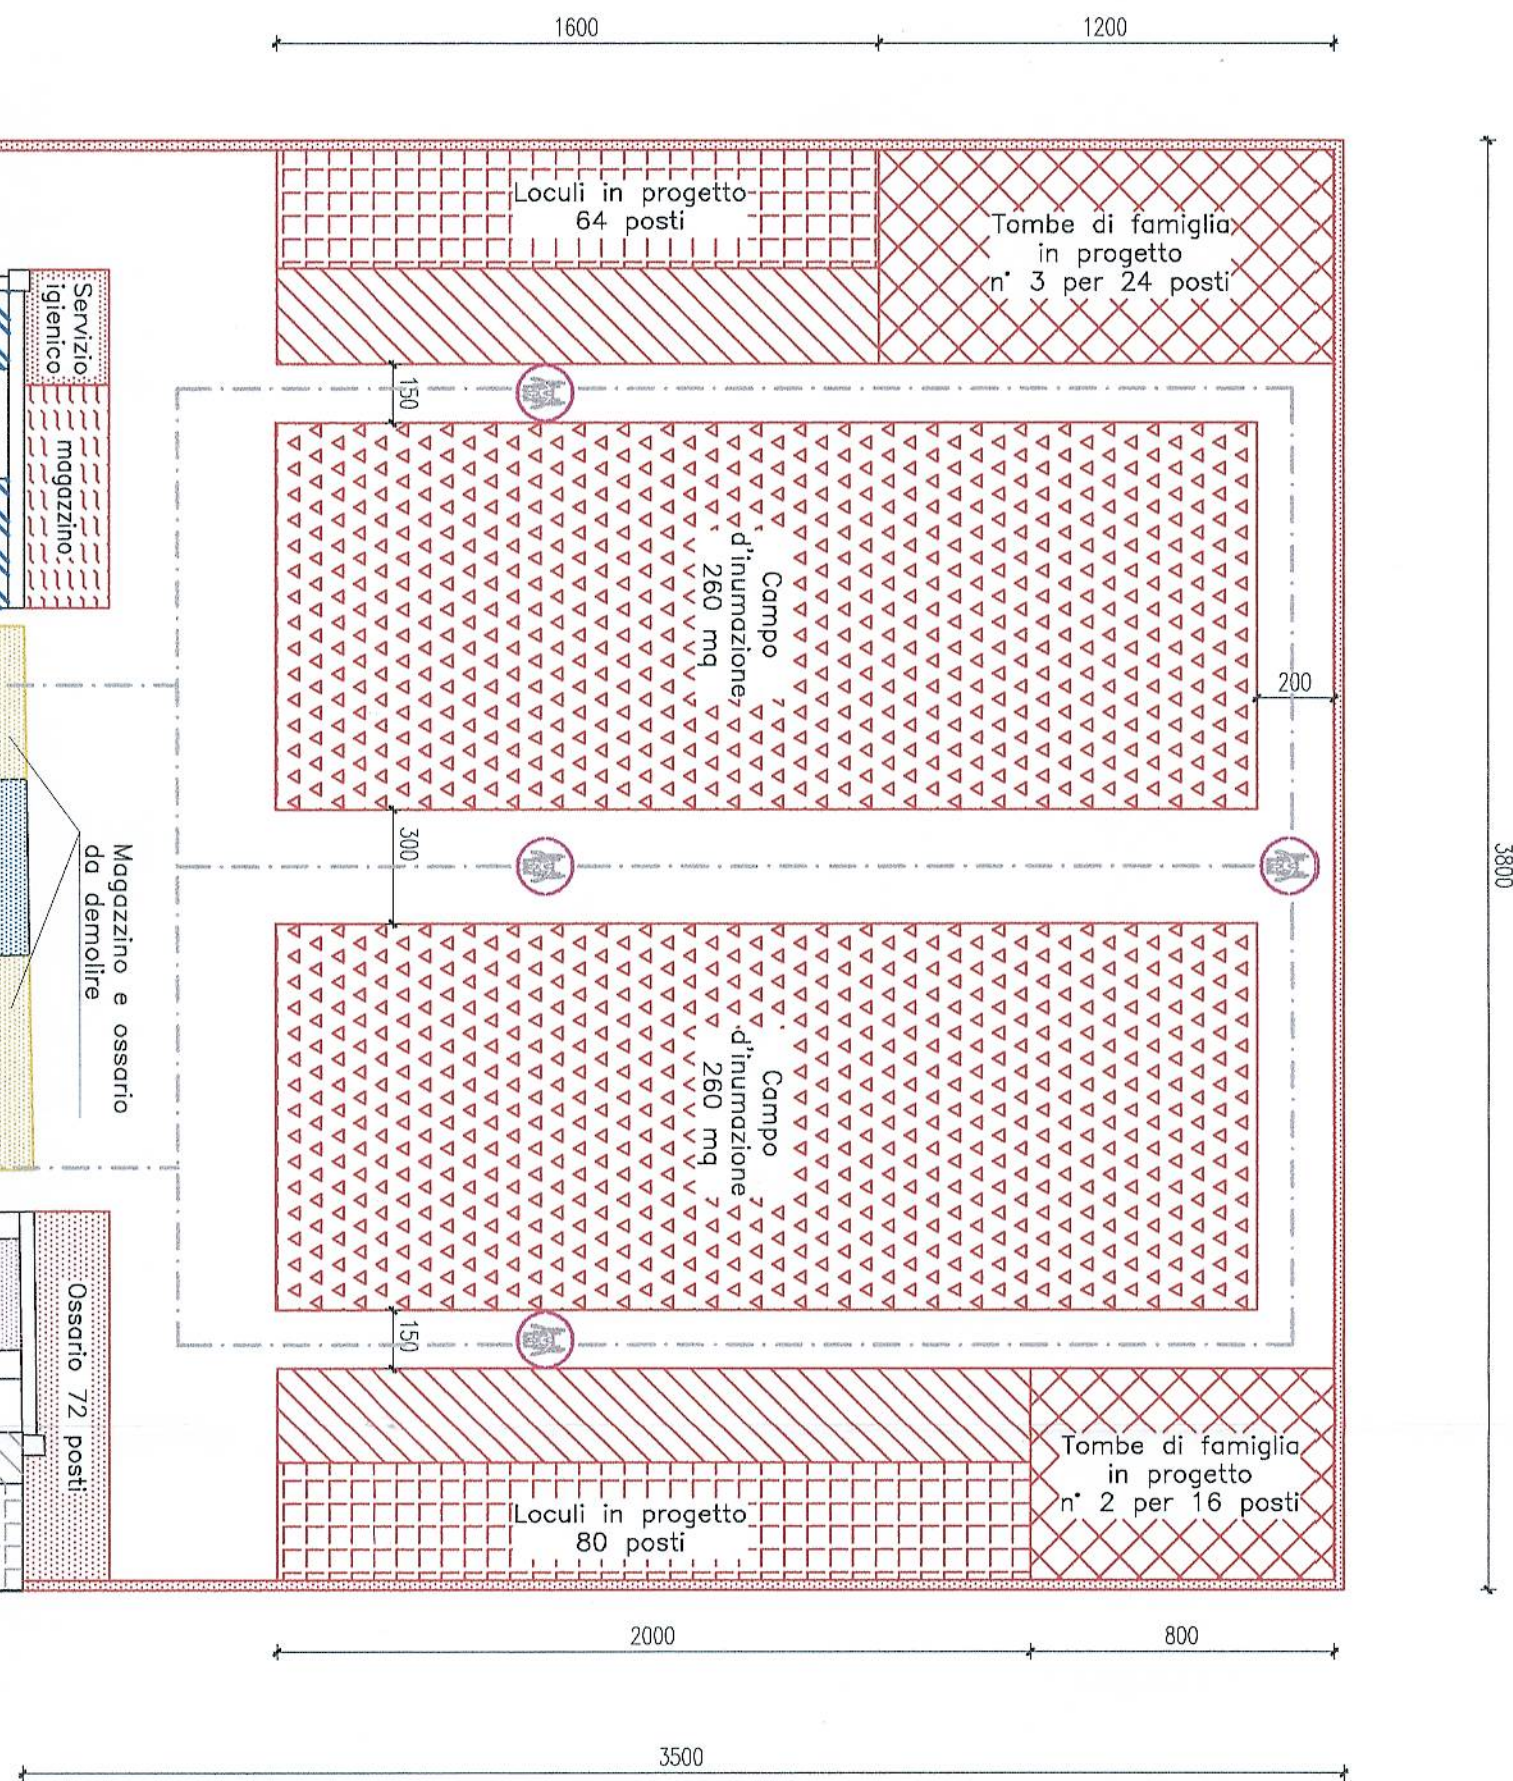 1600
1200
Loculi in progetto
64 posti
Tombe di famiglia
in progetto
n° 3 per 24 posti
Servizio
igienico
magazzino
150
Campo
d'inumazione
260 mq
200
300
3800
Magazzino e ossario
da demolire
Campo
d'inumazione
260 mq
150
Ossario 72 posti
Tombe di famiglia
in progetto
n° 2 per 16 posti
Loculi in progetto
80 posti
2000
800
3500